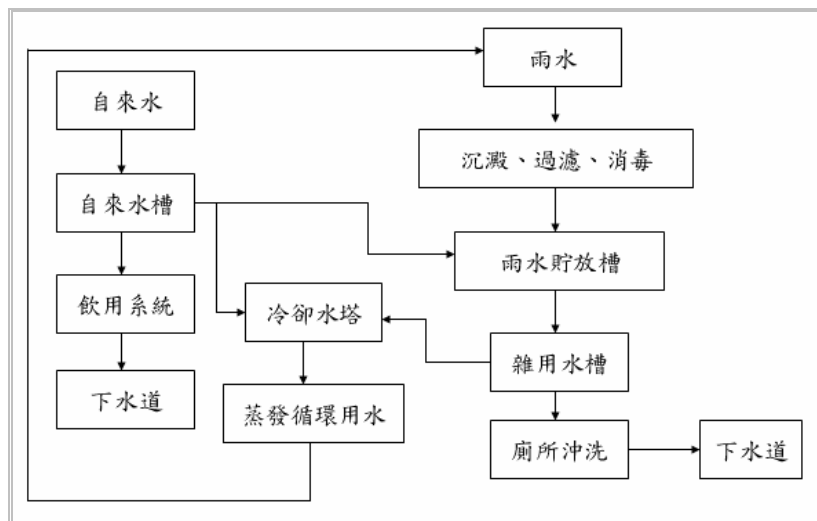 雨水
自來水
沉澱、過濾、消毒
自來水槽
雨水貯放槽
飲用系統
冷卻水塔
雜用水槽
下水道
蒸發循環用水
廁所沖洗
下水道